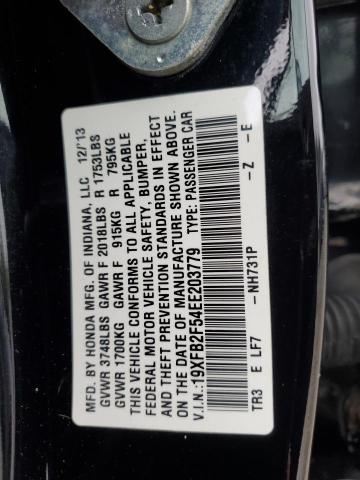 MFD. BY HONDA MFG. OF INDIANA, LLC 12/'13
GVWR 3748LBS GAWR F 2018LBS R 1753LBS
GVWR 1700KG GAWR F 915KG R 795KG
THIS VEHICLE CONFORMS TO ALL APPLICABLE
FEDERAL MOTOR VEHICLE SAFETY, BUMPER,
& THEFT PREVENTION STANDARDS IN EFFECT
ON THE DATE OF MANUFACTURE SHOWN ABOVE.
V.I.N.:19XFB2F54EE203779 TYPE: PASSENGER CAR
TR3 E LF7 -NH731P -Z -E